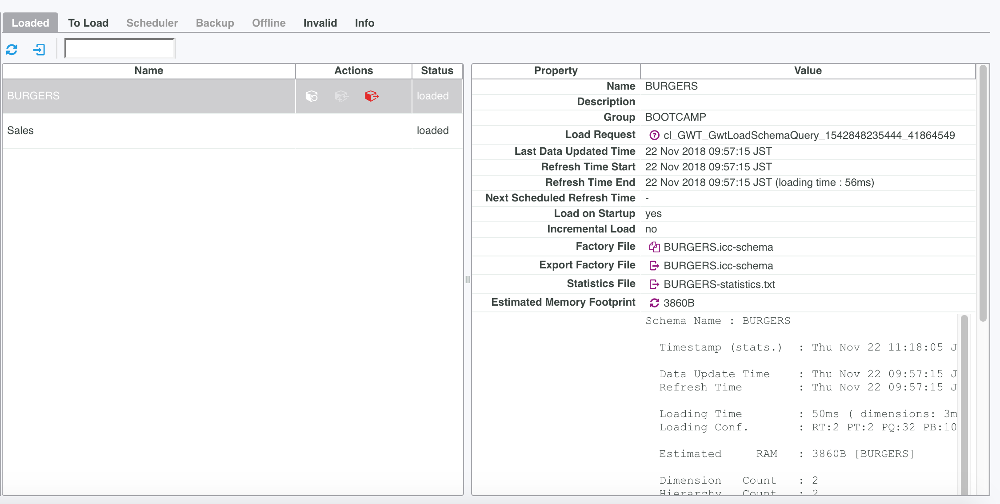 Loaded To Load Scheduler Backup Offline Invalid Info
Name Actions Status
BURGERS loaded
Sales loaded
Property Value
Name BURGERS
Description
Group BOOTCAMP
Load Request cl_GWT_GwtLoadSchemaQuery_1542848235444_41864549
Last Data Updated Time 22 Nov 2018 09:57:15 JST
Refresh Time Start 22 Nov 2018 09:57:15 JST
Refresh Time End 22 Nov 2018 09:57:15 JST (loading time : 56ms)
Next Scheduled Refresh Time -
Load on Startup yes
Incremental Load no
Factory File BURGERS.icc-schema
Export Factory File BURGERS.icc-schema
Statistics File BURGERS-statistics.txt
Estimated Memory Footprint 3860B
Schema Name : BURGERS
Timestamp (stats.) : Thu Nov 22 11:18:05 J
Data Update Time : Thu Nov 22 09:57:15 J
Refresh Time : Thu Nov 22 09:57:15 J
Loading Time : 50ms ( dimensions: 3m
Loading Conf. : RT:2 PT:2 PQ:32 PB:10
Estimated RAM : 3860B [BURGERS]
Dimension Count : 2
Hierarchy Count : 2